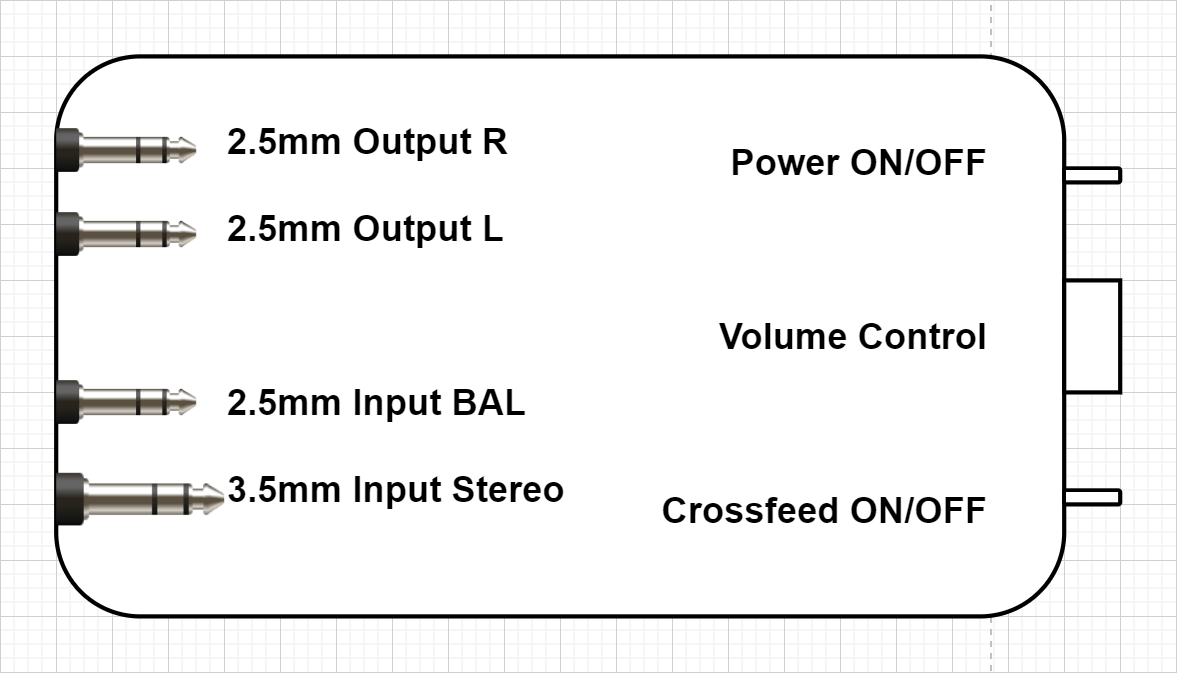 2.5mm Output R
2.5mm Output L
2.5mm Input BAL
3.5mm Input Stereo
Power ON/OFF
Volume Control
Crossfeed ON/OFF